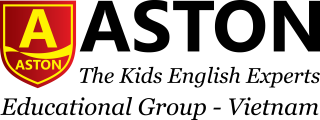 A
ASTON
ASTON
The Kids English Experts
Educational Group - Vietnam